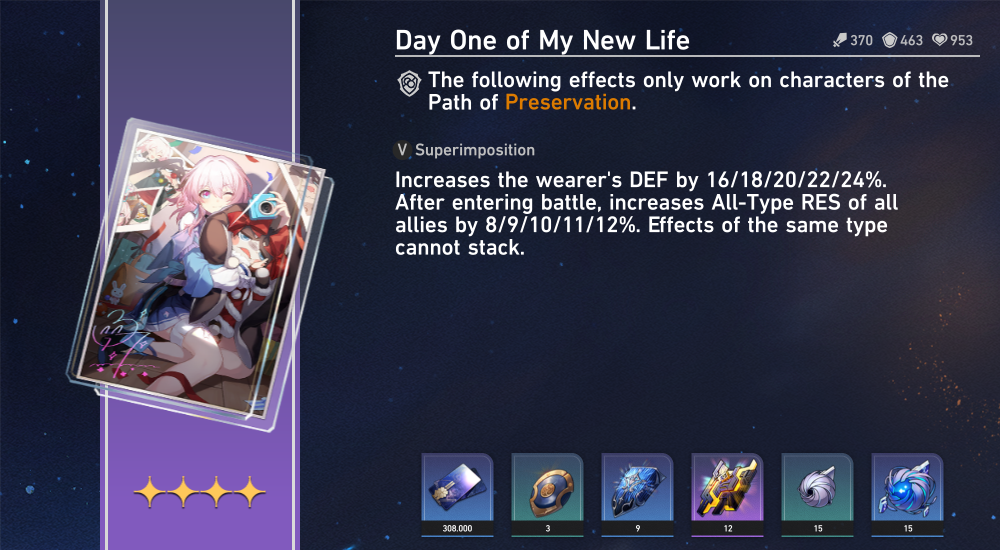 Day One of My New Life
370 463 953
The following effects only work on characters of the
Path of Preservation.
V Superimposition
Increases the wearer's DEF by 16/18/20/22/24%.
After entering battle, increases All-Type RES of all
allies by 8/9/10/11/12%. Effects of the same type
cannot stack.
308.000 3 9 12 15 15